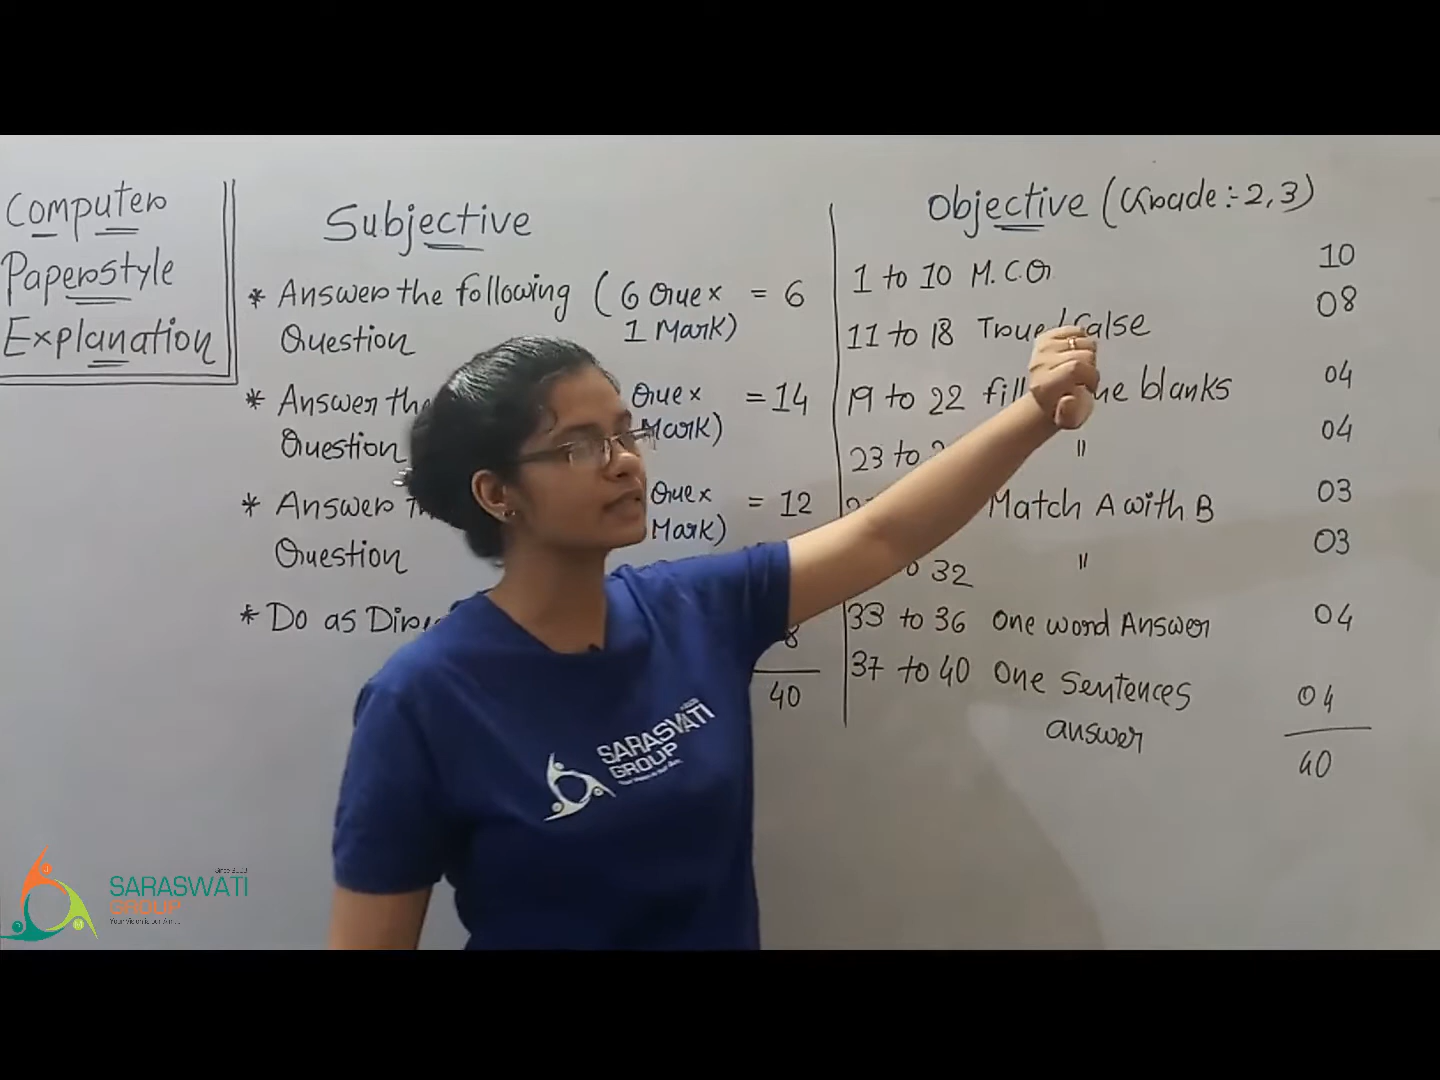 Computer
Paperstyle
Explanation
Subjective
* Answer the following (6 Que x = 6
Question 1 Mark)
* Answer the Que x = 14
Question Mark)
* Answer Que x = 12
Question Mark)
* Do as
40
Objective (Grade :- 2, 3)
1 to 10 M.C.Q 10
11 to 18 True / False 08
19 to 22 fill blanks 04
23 to " 04
Match A with B 03
32 " 03
33 to 36 One word Answer 04
37 to 40 One Sentences 04
answer
40
SARASWATI
GROUP
SARASWATI
GROUP